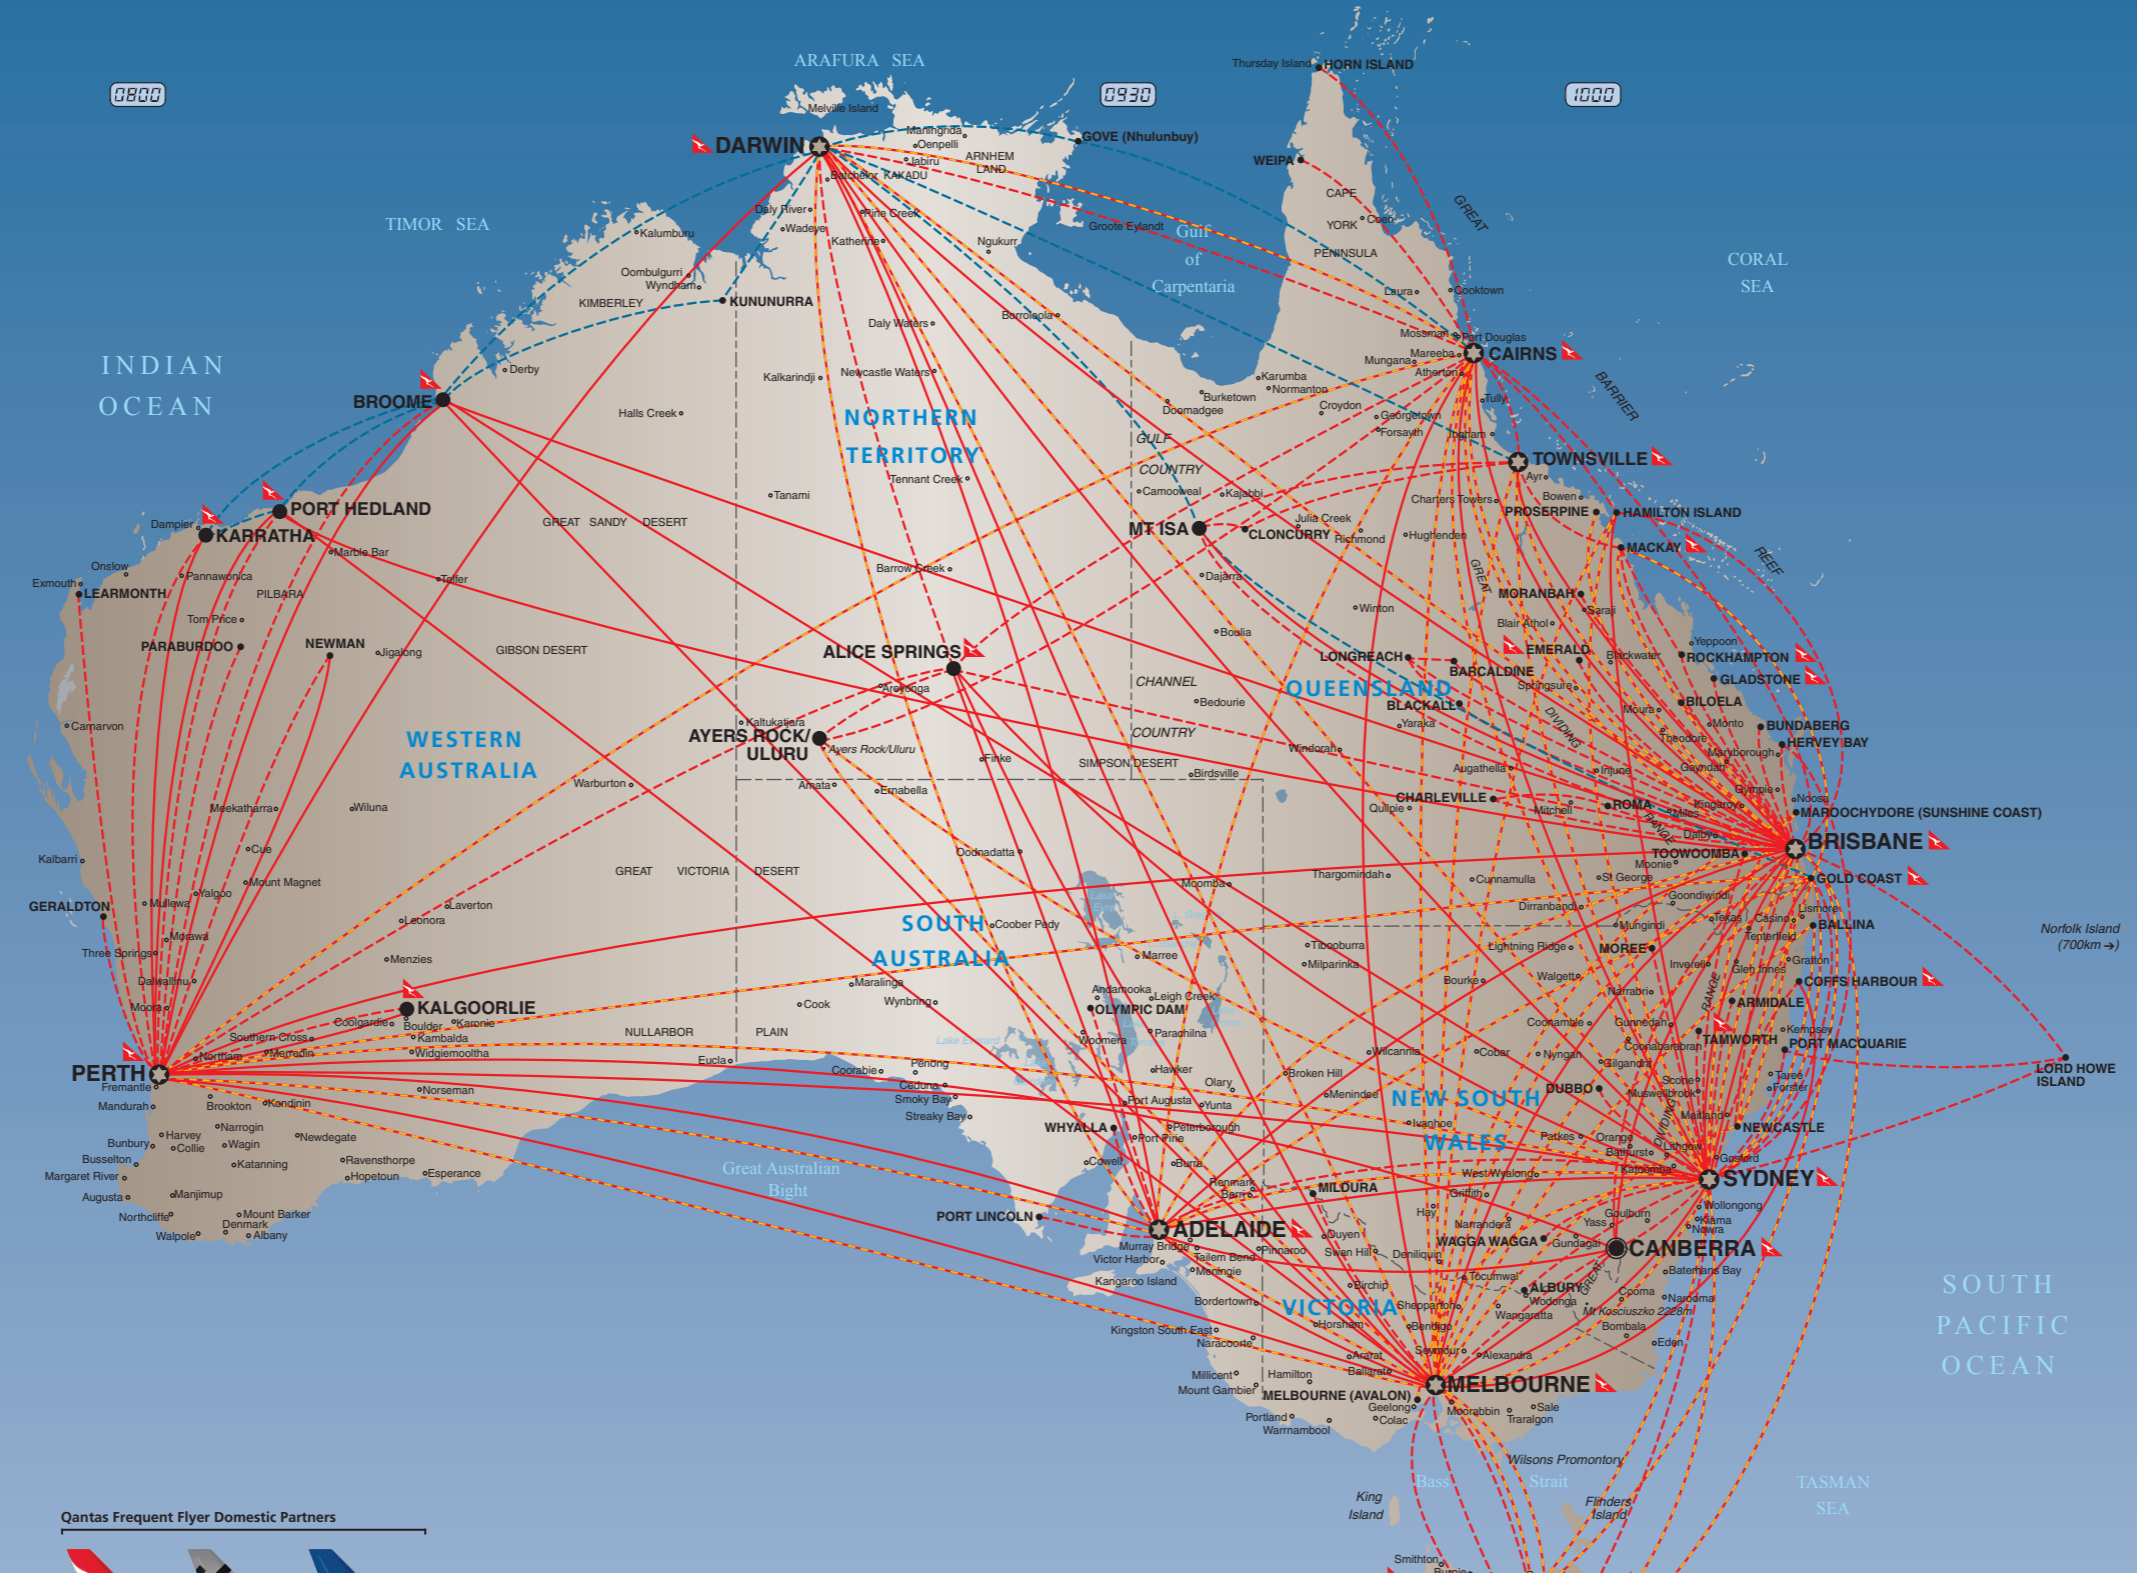 ARAFURA SEA
Thursday Island
HORN ISLAND
0800
0930
1000
Melville Island
Maningrida
GOVE (Nhulunbuy)
DARWIN
Oenpelli
ARNHEM
LAND
Jabiru
WEIPA
Batchelor
KAKADU
CAPE
YORK
PENINSULA
GREAT
Coen
Daly River
Pine Creek
TIMOR SEA
Wadeye
Groote Eylandt
Gulf
of
Carpentaria
Kalumburu
Katherine
Ngukurr
CORAL
SEA
Oombulgurri
Wyndham
Laura
Cooktown
KIMBERLEY
KUNUNURRA
Borroloola
Daly Waters
Mossman
Port Douglas
INDIAN
OCEAN
Mareeba
CAIRNS
Mungana
Atherton
Derby
Kalkarindji
Newcastle Waters
Karumba
Normanton
BARRIER
BROOME
Burketown
Doomadgee
Croydon
Tully
Halls Creek
NORTHERN
TERRITORY
Georgetown
Forsayth
Ingham
GULF
COUNTRY
TOWNSVILLE
Tennant Creek
Ayr
Tanami
Camooweal
Kajabbi
Charters Towers
Bowen
PORT HEDLAND
PROSERPINE
HAMILTON ISLAND
Dampier
KARRATHA
GREAT SANDY DESERT
MT ISA
CLONCURRY
Julia Creek
Richmond
Hughenden
MACKAY
REEF
Marble Bar
Onslow
Exmouth
Pannawonica
Telfer
Barrow Creek
Dajarra
GREAT
LEARMONTH
PILBARA
MORANBAH
Saraji
Winton
Tom Price
Blair Athol
PARABURDOO
NEWMAN
Jigalong
GIBSON DESERT
ALICE SPRINGS
Boulia
LONGREACH
BARCALDINE
EMERALD
Blackwater
Yeppoon
ROCKHAMPTON
Areyonga
CHANNEL
COUNTRY
QUEENSLAND
Springsure
GLADSTONE
Bedourie
BLACKALL
Moura
BILOELA
Carnarvon
Kaltukatjara
Yaraka
DIVIDING
Monto
BUNDABERG
WESTERN
AUSTRALIA
AYERS ROCK/
ULURU
Ayers Rock/Uluru
Theodore
HERVEY BAY
Windorah
Maryborough
Finke
SIMPSON DESERT
Birdsville
Augathella
Injune
Gayndah
Warburton
Amata
Ernabella
Gympie
Noosa
Meekatharra
Wiluna
CHARLEVILLE
Quilpie
Mitchell
ROMA
Miles
Kingaroy
MAROOCHYDORE (SUNSHINE COAST)
RANGE
Dalby
BRISBANE
Kalbarri
Cue
Oodnadatta
TOOWOOMBA
Moonie
GREAT VICTORIA DESERT
Mount Magnet
Moomba
Thargomindah
Cunnamulla
St George
GOLD COAST
Yalgoo
Mullewa
Goondiwindi
GERALDTON
Laverton
Leonora
SOUTH
AUSTRALIA
Coober Pedy
Dirranbandi
Lismore
Texas
Casino
BALLINA
Mungindi
Tenterfield
Norfolk Island
(700km ➔)
Morawa
Three Springs
Menzies
Marree
Tibooburra
Lightning Ridge
MOREE
Milparinka
Inverell
Glen Innes
Grafton
Dalwallinu
Maralinga
Wynbring
Cook
Andamooka
Leigh Creek
Bourke
Walgett
COFFS HARBOUR
Moora
KALGOORLIE
OLYMPIC DAM
Narrabri
RANGE
ARMIDALE
Coolgardie
Boulder
Karonie
NULLARBOR PLAIN
Parachilna
Coonamble
Gunnedah
Kempsey
Southern Cross
Kambalda
Woomera
TAMWORTH
PORT MACQUARIE
Northam
Merredin
Widgiemooltha
Eucla
Lake Everard
Wilcannia
Cobar
Nyngan
Coonabarabran
LORD HOWE
ISLAND
PERTH
Coorabie
Penong
Hawker
Broken Hill
Gilgandra
Fremantle
Ceduna
Olary
Scone
Taree
Forster
Norseman
Smoky Bay
Port Augusta
Yunta
Menindee
NEW SOUTH
WALES
DUBBO
Muswellbrook
Mandurah
Brookton
Kondinin
Streaky Bay
Maitland
Narrogin
WHYALLA
Peterborough
Ivanhoe
NEWCASTLE
Harvey
Bunbury
Collie
Wagin
Newdegate
Port Pirie
Parkes
Orange
DIVIDING
Lithgow
Bathurst
Busselton
Katanning
Ravensthorpe
Great Australian
Bight
Cowell
Burra
Gosford
Margaret River
Hopetoun
Esperance
Katoomba
West Wyalong
SYDNEY
Renmark
Berri
MILDURA
Griffith
Augusta
Manjimup
Wollongong
Northcliffe
Mount Barker
Denmark
Albany
PORT LINCOLN
Hay
Goulburn
Kiama
Nowra
Walpole
ADELAIDE
Narrandera
Yass
Ouyen
WAGGA WAGGA
Gundagai
CANBERRA
Murray Bridge
Tailem Bend
Pinnaroo
Swan Hill
Deniliquin
Victor Harbor
Meningie
Kangaroo Island
Birchip
Tocumwal
ALBURY
GREAT
Batemans Bay
SOUTH
PACIFIC
OCEAN
Bordertown
VICTORIA
Shepparton
Wodonga
Cooma
Narooma
Wangaratta
Mt Kosciuszko 2228m
Kingston South East
Horsham
Bendigo
Bombala
Naracoorte
Seymour
Alexandra
Eden
Ararat
Ballarat
Millicent
Hamilton
MELBOURNE
Mount Gambier
MELBOURNE (AVALON)
Geelong
Moorabbin
Sale
Portland
Colac
Traralgon
Warrnambool
Wilsons Promontory
Bass Strait
TASMAN
SEA
King
Island
Flinders
Island
Qantas Frequent Flyer Domestic Partners
Smithton